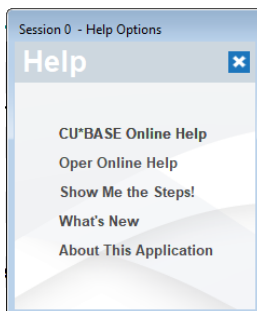 Session 0 - Help Options
Help
CU*BASE Online Help
Oper Online Help
Show Me the Steps!
What's New
About This Application